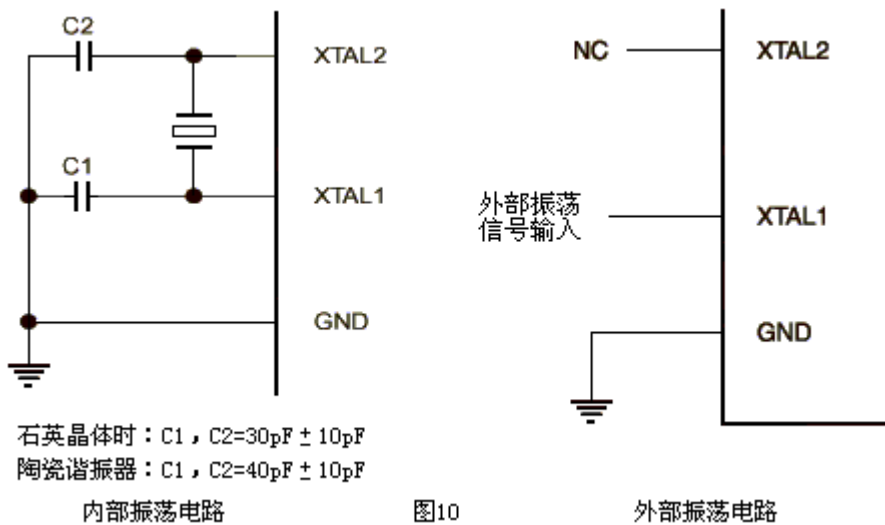 C2
XTAL2
C1
XTAL1
GND
石英晶体时：C1，C2=30pF±10pF
陶瓷谐振器：C1，C2=40pF±10pF
内部振荡电路
图10
NC
XTAL2
外部振荡
信号输入
XTAL1
GND
外部振荡电路